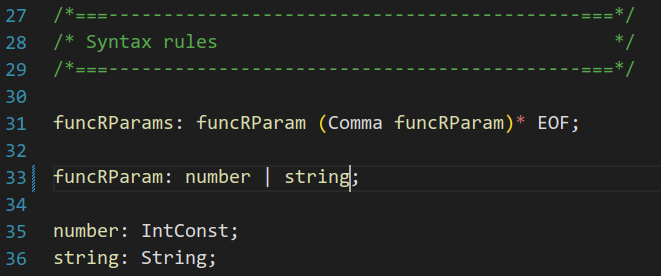 27 /*===-------------------------------------------===*/
28 /* Syntax rules                                    */
29 /*===-------------------------------------------===*/
30
31 funcRParams: funcRParam (Comma funcRParam)* EOF;
32
33 funcRParam: number | string;
34
35 number: IntConst;
36 string: String;